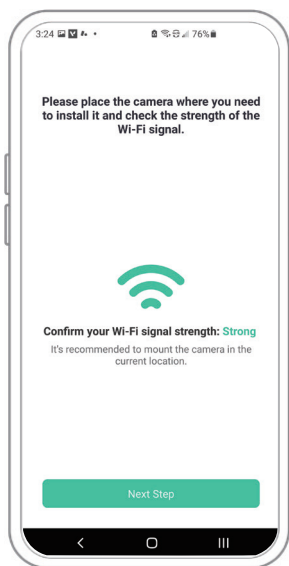 3:24 76%
Please place the camera where you need
to install it and check the strength of the
Wi-Fi signal.
Confirm your Wi-Fi signal strength: Strong
It's recommended to mount the camera in the
current location.
Next Step